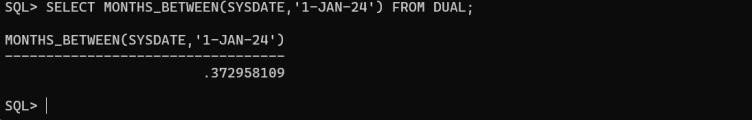 SQL> SELECT MONTHS_BETWEEN(SYSDATE,'1-JAN-24') FROM DUAL;
MONTHS_BETWEEN(SYSDATE,'1-JAN-24')
----------------------------------
.372958109
SQL>